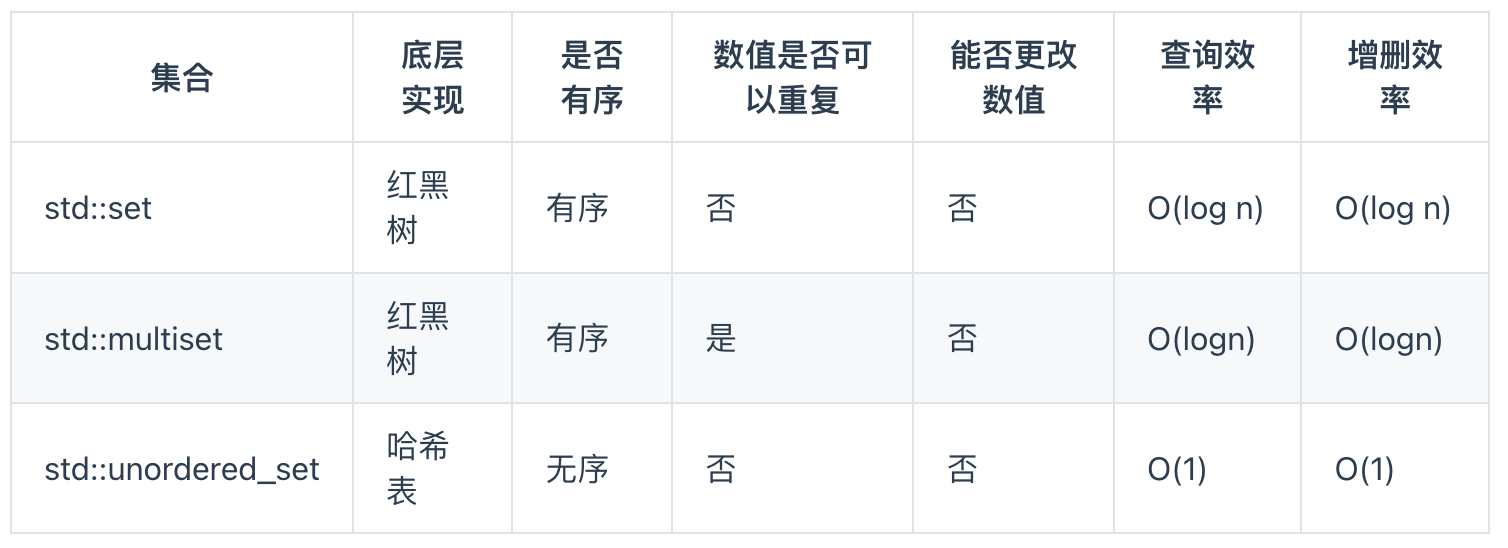 集合
底层
实现
是否
有序
数值是否可
以重复
能否更改
数值
查询效
率
增删效
率
std::set
红黑
树
有序
否
否
O(log n)
O(log n)
std::multiset
红黑
树
有序
是
否
O(logn)
O(logn)
std::unordered_set
哈希
表
无序
否
否
O(1)
O(1)